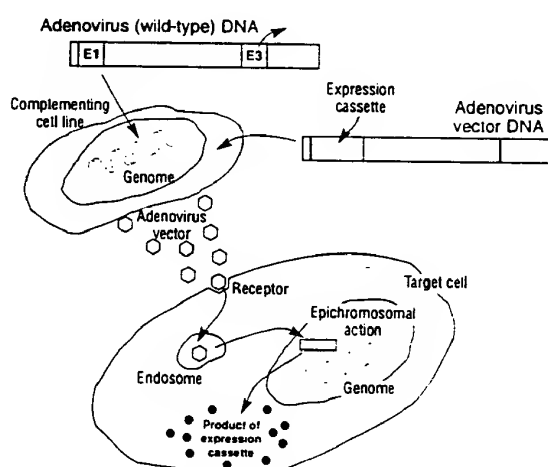 Adenovirus (wild-type) DNA
E1
E3
Complementing
cell line
Expression
cassette
Adenovirus
vector DNA
Genome
Adenovirus
vector
Receptor
Target cell
Epichromosomal
action
Endosome
Genome
Product of
expression
cassette